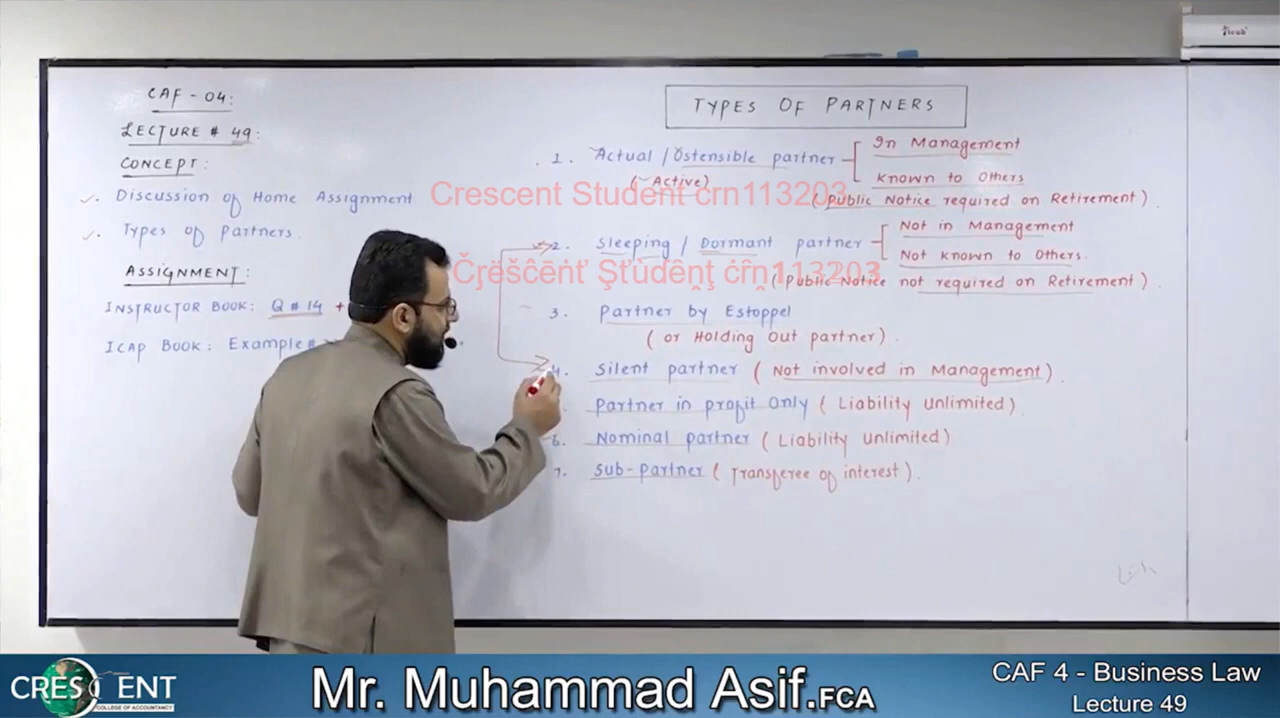 ticub
CAF - 04:
LECTURE # 49:
CONCEPT:
Discussion of Home Assignment
Types of Partners.
ASSIGNMENT:
INSTRUCTOR BOOK: Q # 14 +
ICAP BOOK: Example #
TYPES OF PARTNERS
1. Actual / Ostensible partner
(Active)
In Management
Known to Others
(Public Notice required on Retirement).
2. Sleeping / Dormant partner
Not in Management
Not known to Others.
(Public Notice not required on Retirement).
3. Partner by Estoppel
(or Holding Out partner).
4. Silent partner (Not involved in Management).
Partner in profit Only (Liability Unlimited).
6. Nominal partner (Liability Unlimited)
7. Sub-partner (Transferee of interest).
Crescent Student crn113203
Čŗëšĉēṅť Şţùďêņţ ċȓṉ113203
CRESCENT
COLLEGE OF ACCOUNTANCY
Mr. Muhammad Asif.FCA
CAF 4 - Business Law
Lecture 49